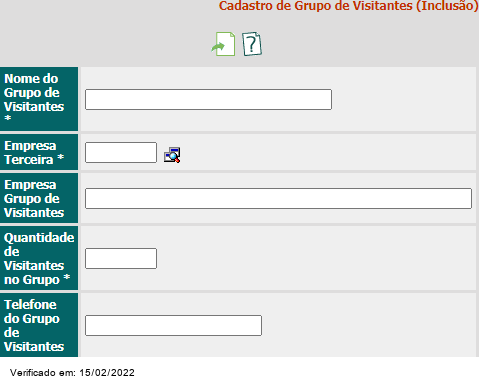 Cadastro de Grupo de Visitantes (Inclusão)
?
Nome do
Grupo de
Visitantes
*
Empresa
Terceira *
Empresa
Grupo de
Visitantes
Quantidade
de
Visitantes
no Grupo *
Telefone
do Grupo
de
Visitantes
Verificado em: 15/02/2022